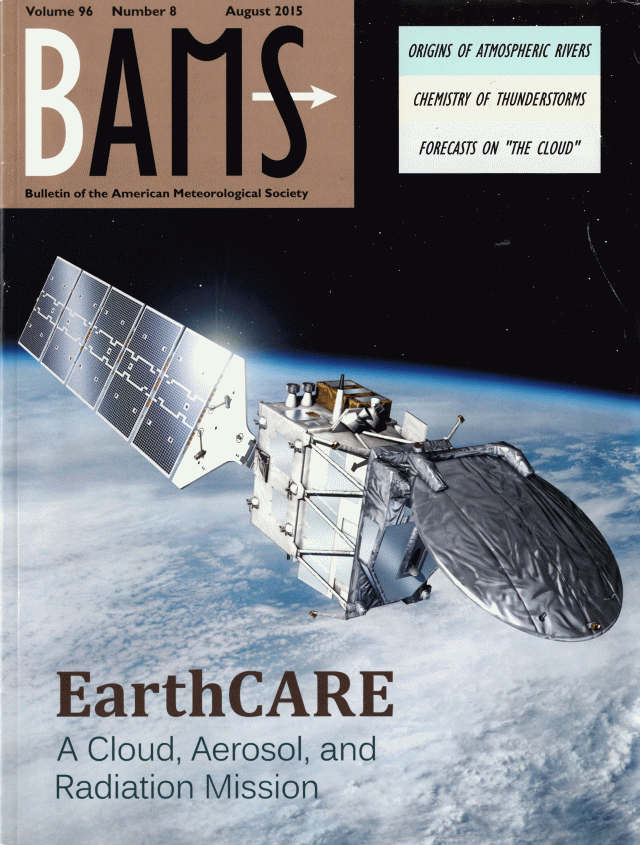 Volume 96 Number 8 August 2015
BAMS
Bulletin of the American Meteorological Society
ORIGINS OF ATMOSPHERIC RIVERS
CHEMISTRY OF THUNDERSTORMS
FORECASTS ON "THE CLOUD"
EarthCARE
A Cloud, Aerosol, and
Radiation Mission